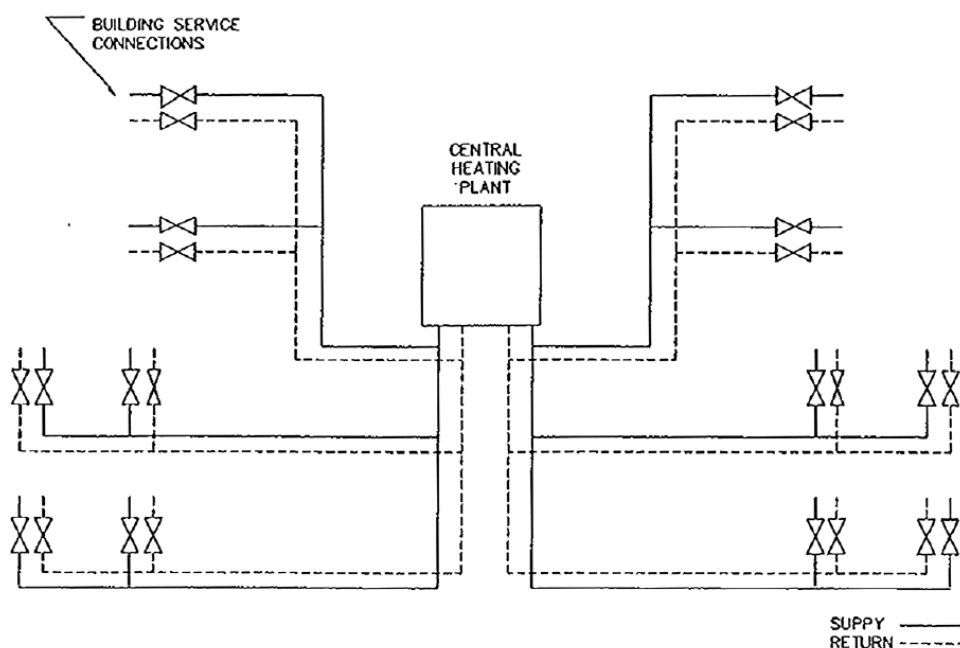 BUILDING SERVICE
CONNECTIONS
CENTRAL
HEATING
PLANT
SUPPY
RETURN